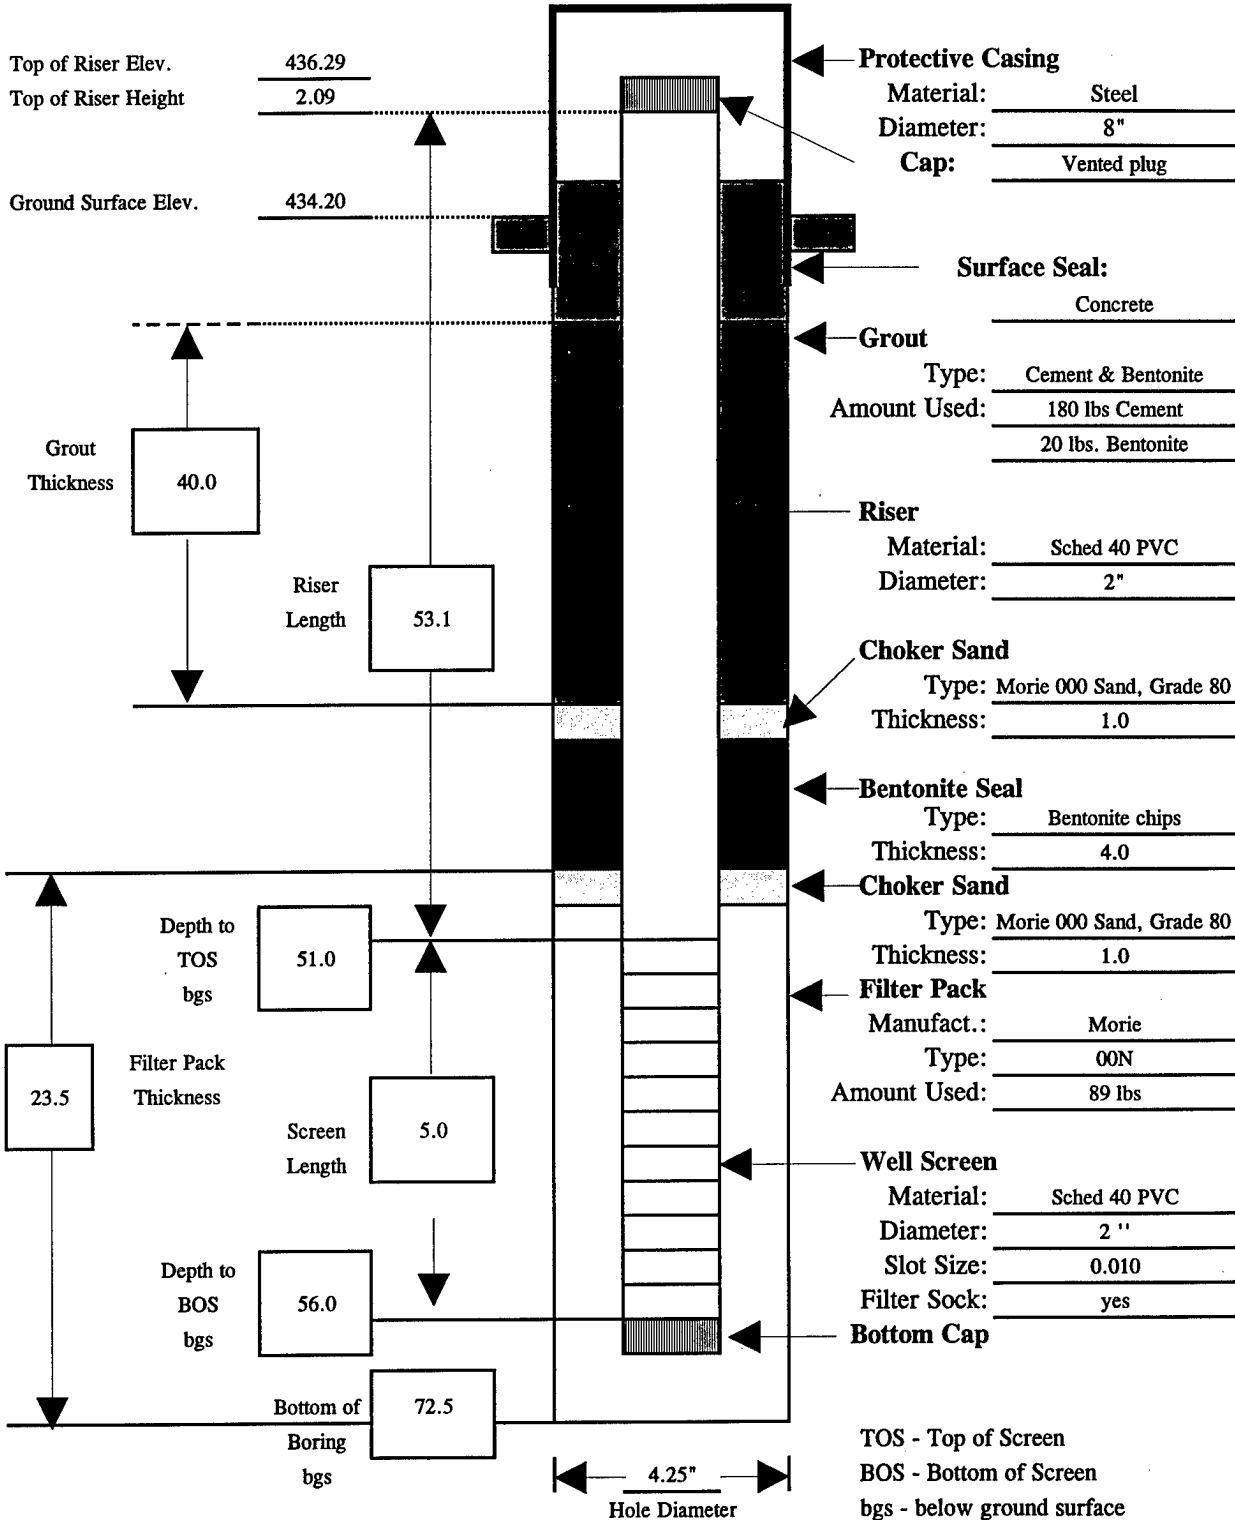 Top of Riser Elev. 436.29
Top of Riser Height 2.09
Ground Surface Elev. 434.20
Protective Casing
Material: Steel
Diameter: 8"
Cap: Vented plug
Surface Seal:
Concrete
Grout
Type: Cement & Bentonite
Amount Used: 180 lbs Cement
20 lbs. Bentonite
Grout
Thickness
40.0
Riser
Material: Sched 40 PVC
Diameter: 2"
Riser
Length
53.1
Choker Sand
Type: Morie 000 Sand, Grade 80
Thickness: 1.0
Bentonite Seal
Type: Bentonite chips
Thickness: 4.0
Choker Sand
Type: Morie 000 Sand, Grade 80
Thickness: 1.0
Depth to
TOS
bgs
51.0
Filter Pack
Manufact.: Morie
Type: 00N
Amount Used: 89 lbs
23.5
Filter Pack
Thickness
Screen
Length
5.0
Well Screen
Material: Sched 40 PVC
Diameter: 2 ''
Slot Size: 0.010
Filter Sock: yes
Bottom Cap
Depth to
BOS
bgs
56.0
Bottom of
Boring
bgs
72.5
4.25"
Hole Diameter
TOS - Top of Screen
BOS - Bottom of Screen
bgs - below ground surface